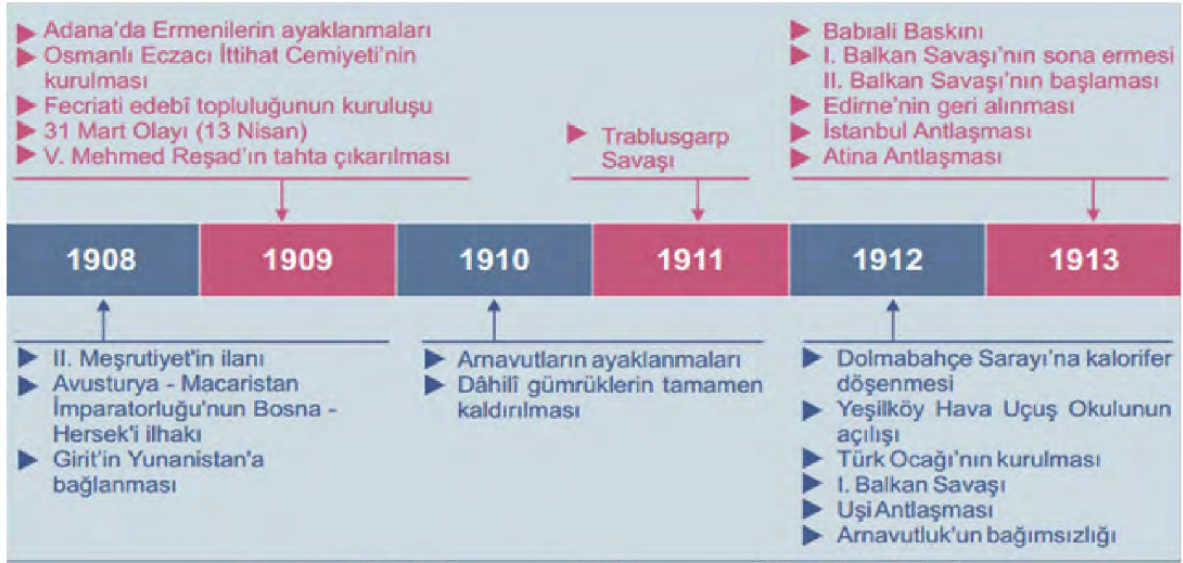 Adana'da Ermenilerin ayaklanmaları
Osmanlı Eczacı İttihat Cemiyeti'nin
kurulması
Fecriati edebî topluluğunun kuruluşu
31 Mart Olayı (13 Nisan)
V. Mehmed Reşad'ın tahta çıkarılması
Trablusgarp
Savaşı
Babıali Baskını
I. Balkan Savaşı'nın sona ermesi
II. Balkan Savaşı'nın başlaması
Edirne'nin geri alınması
İstanbul Antlaşması
Atina Antlaşması
1908 1909 1910 1911 1912 1913
II. Meşrutiyet'in ilanı
Avusturya - Macaristan
İmparatorluğu'nun Bosna -
Hersek'i ilhakı
Girit'in Yunanistan'a
bağlanması
Arnavutların ayaklanmaları
Dâhilî gümrüklerin tamamen
kaldırılması
Dolmabahçe Sarayı'na kalorifer
döşenmesi
Yeşilköy Hava Uçuş Okulunun
açılışı
Türk Ocağı'nın kurulması
I. Balkan Savaşı
Uşi Antlaşması
Arnavutluk'un bağımsızlığı